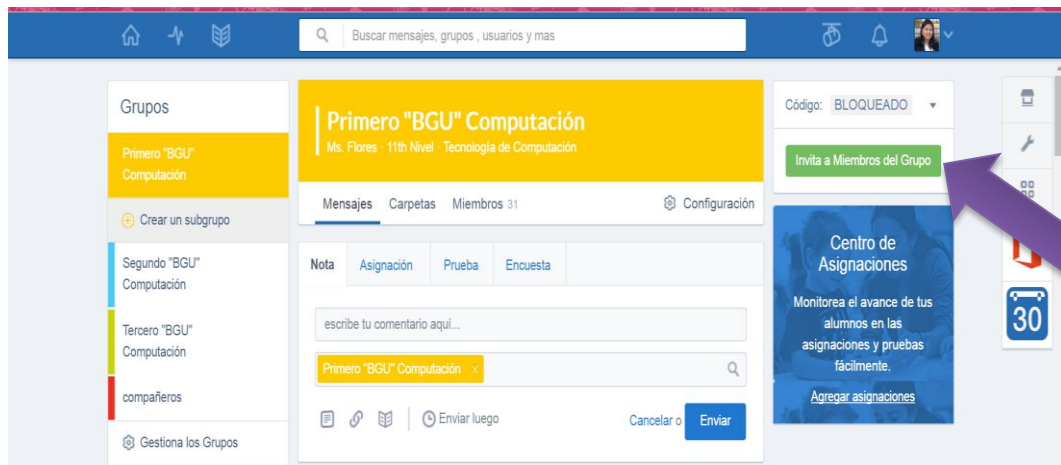 Buscar mensajes, grupos , usuarios y mas
Grupos
Primero "BGU"
Computación
Crear un subgrupo
Segundo "BGU"
Computación
Tercero "BGU"
Computación
compañeros
Gestiona los Grupos
Primero "BGU" Computación
Ms. Flores · 11th Nivel · Tecnología de Computación
Mensajes Carpetas Miembros 31 Configuración
Nota Asignación Prueba Encuesta
escribe tu comentario aquí...
Primero "BGU" Computación x
Enviar luego Cancelar o Enviar
Código: BLOQUEADO
Invita a Miembros del Grupo
Centro de
Asignaciones
Monitorea el avance de tus
alumnos en las
asignaciones y pruebas
fácilmente.
Agregar asignaciones
30